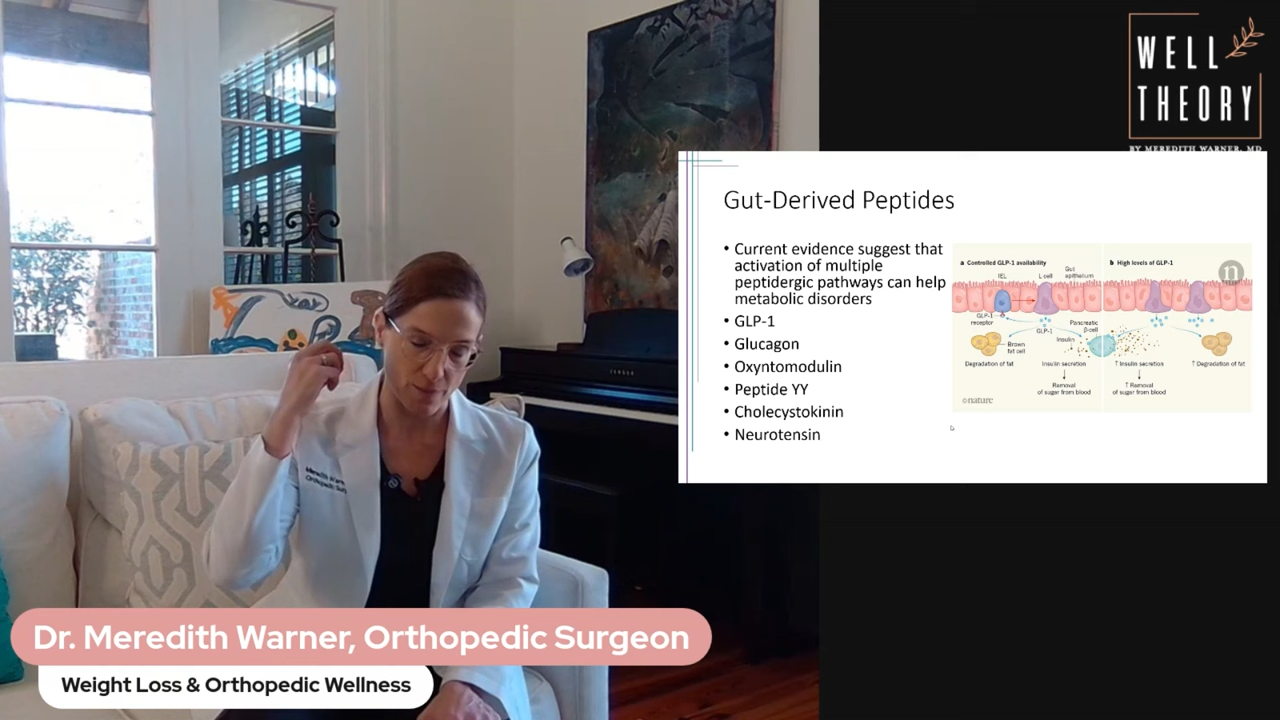 WELL
THEORY
BY MEREDITH WARNER, MD
Gut-Derived Peptides
• Current evidence suggest that
activation of multiple
peptidergic pathways can help
metabolic disorders
• GLP-1
• Glucagon
• Oxyntomodulin
• Peptide YY
• Cholecystokinin
• Neurotensin
a Controlled GLP-1 availability
b High levels of GLP-1
IEL
L cell
Gut
epithelium
n
GLP-1
receptor
GLP-1
Pancreatic
β-cell
Insulin
Brown
fat cell
Degradation of fat
Insulin secretion
Removal
of sugar from blood
↑ Insulin secretion
↑ Removal
of sugar from blood
↑ Degradation of fat
©nature
Meredith Warn
Orthopedic Surg
Dr. Meredith Warner, Orthopedic Surgeon
Weight Loss & Orthopedic Wellness